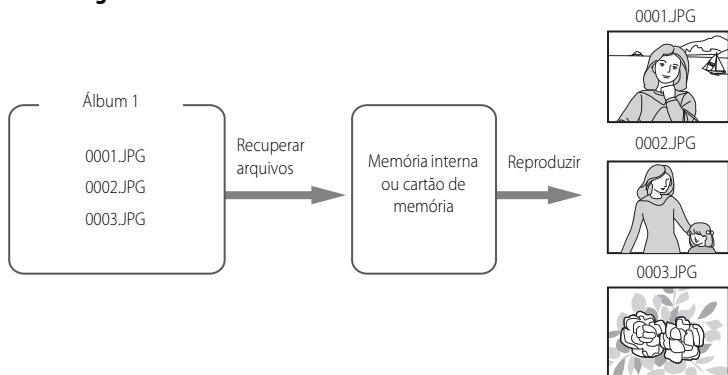 Álbum 1
0001.JPG
0002.JPG
0003.JPG
Recuperar
arquivos
Memória interna
ou cartão de
memória
Reproduzir
0001.JPG
0002.JPG
0003.JPG